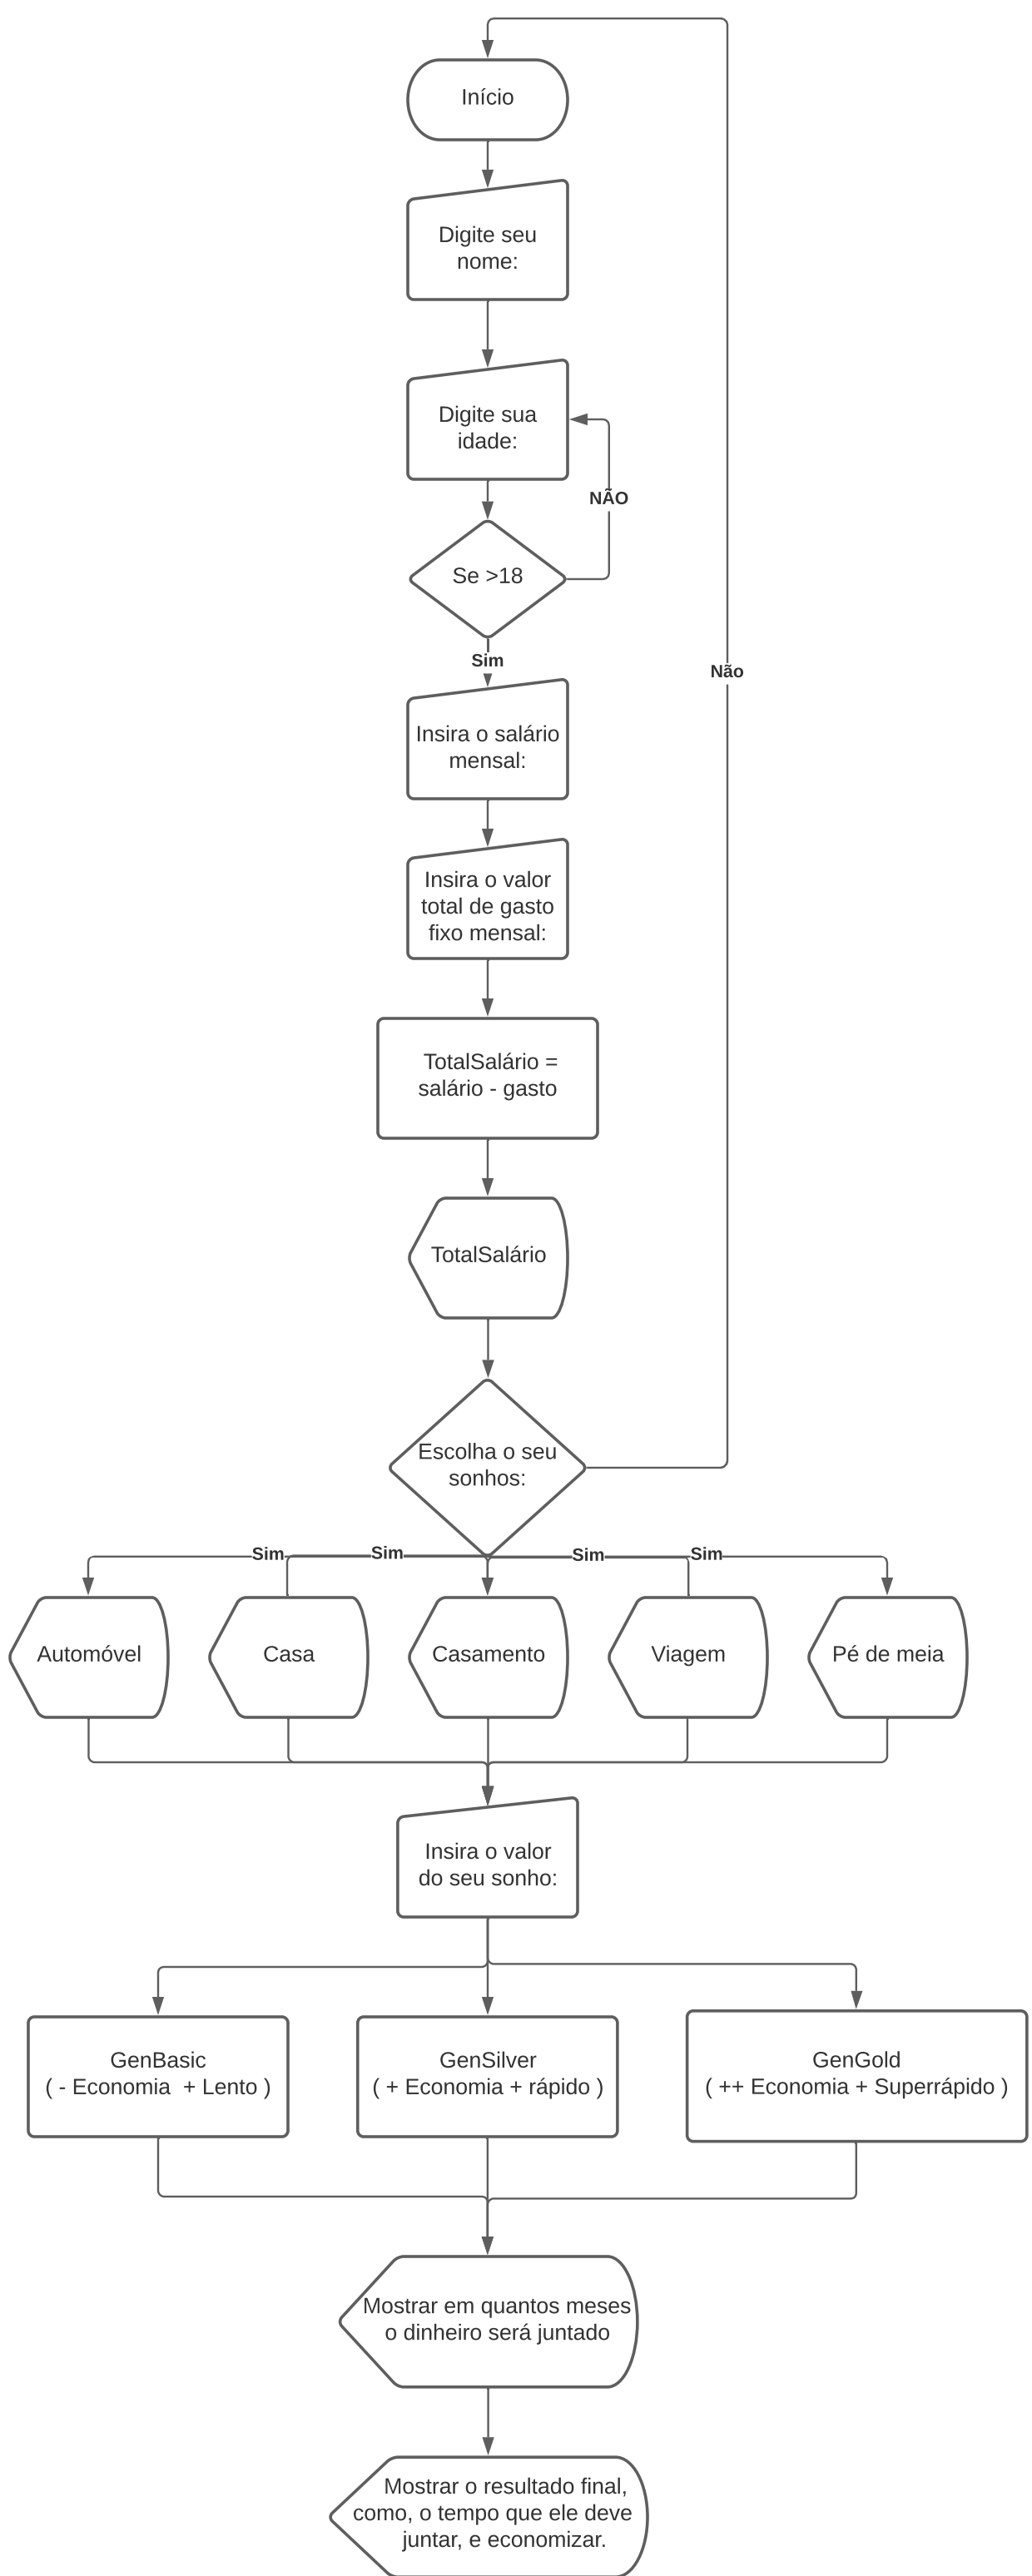 Início
Digite seu
nome:
Digite sua
idade:
NÃO
Se >18
Sim
Não
Insira o salário
mensal:
Insira o valor
total de gasto
fixo mensal:
TotalSalário =
salário - gasto
TotalSalário
Escolha o seu
sonhos:
Sim Sim Sim Sim
Automóvel Casa Casamento Viagem Pé de meia
Insira o valor
do seu sonho:
GenBasic
( - Economia  + Lento )
GenSilver
( + Economia + rápido )
GenGold
( ++ Economia + Superrápido )
Mostrar em quantos meses
o dinheiro será juntado
Mostrar o resultado final,
como, o tempo que ele deve
juntar, e economizar.